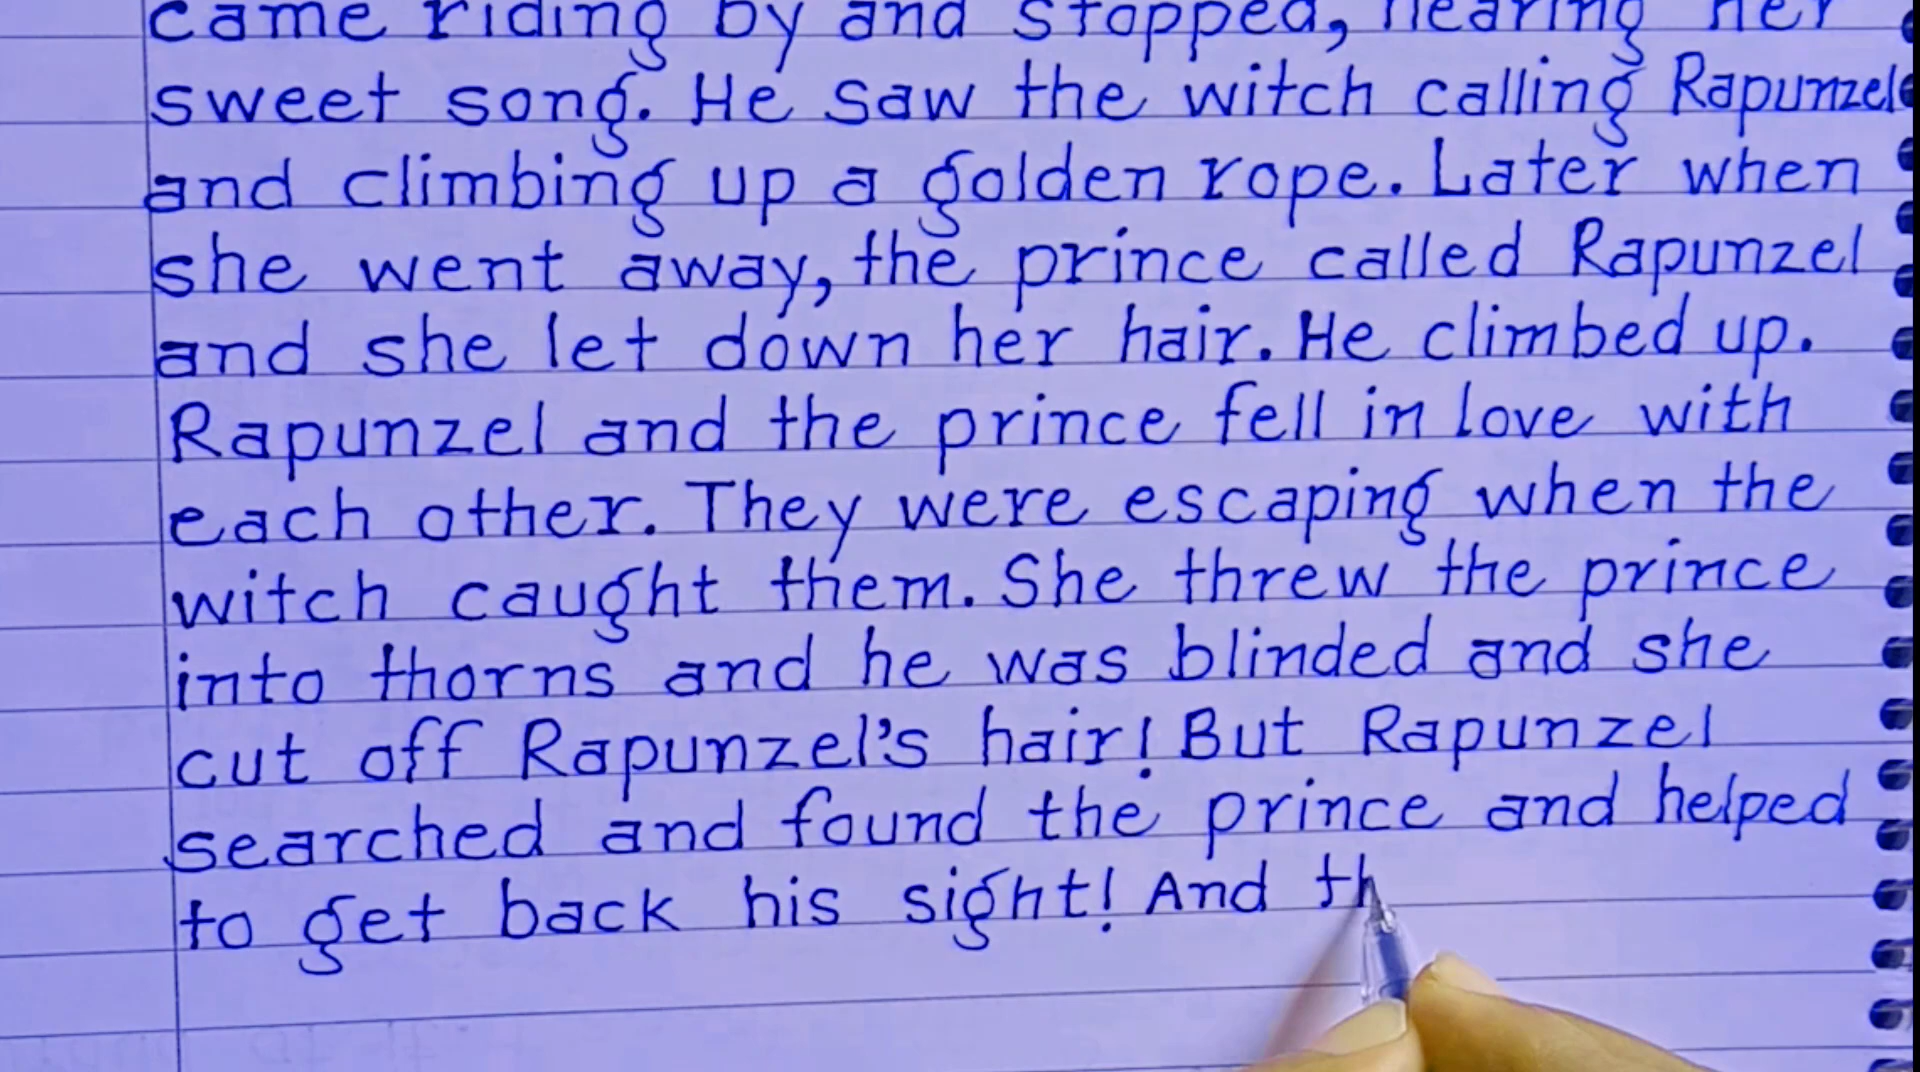 came riding by and stopped, hearing her
sweet song. He saw the witch calling Rapunzel
and climbing up a golden rope. Later when
she went away, the prince called Rapunzel
and she let down her hair. He climbed up.
Rapunzel and the prince fell in love with
each other. They were escaping when the
witch caught them. She threw the prince
into thorns and he was blinded and she
cut off Rapunzel's hair! But Rapunzel
searched and found the prince and helped
to get back his sight! And th